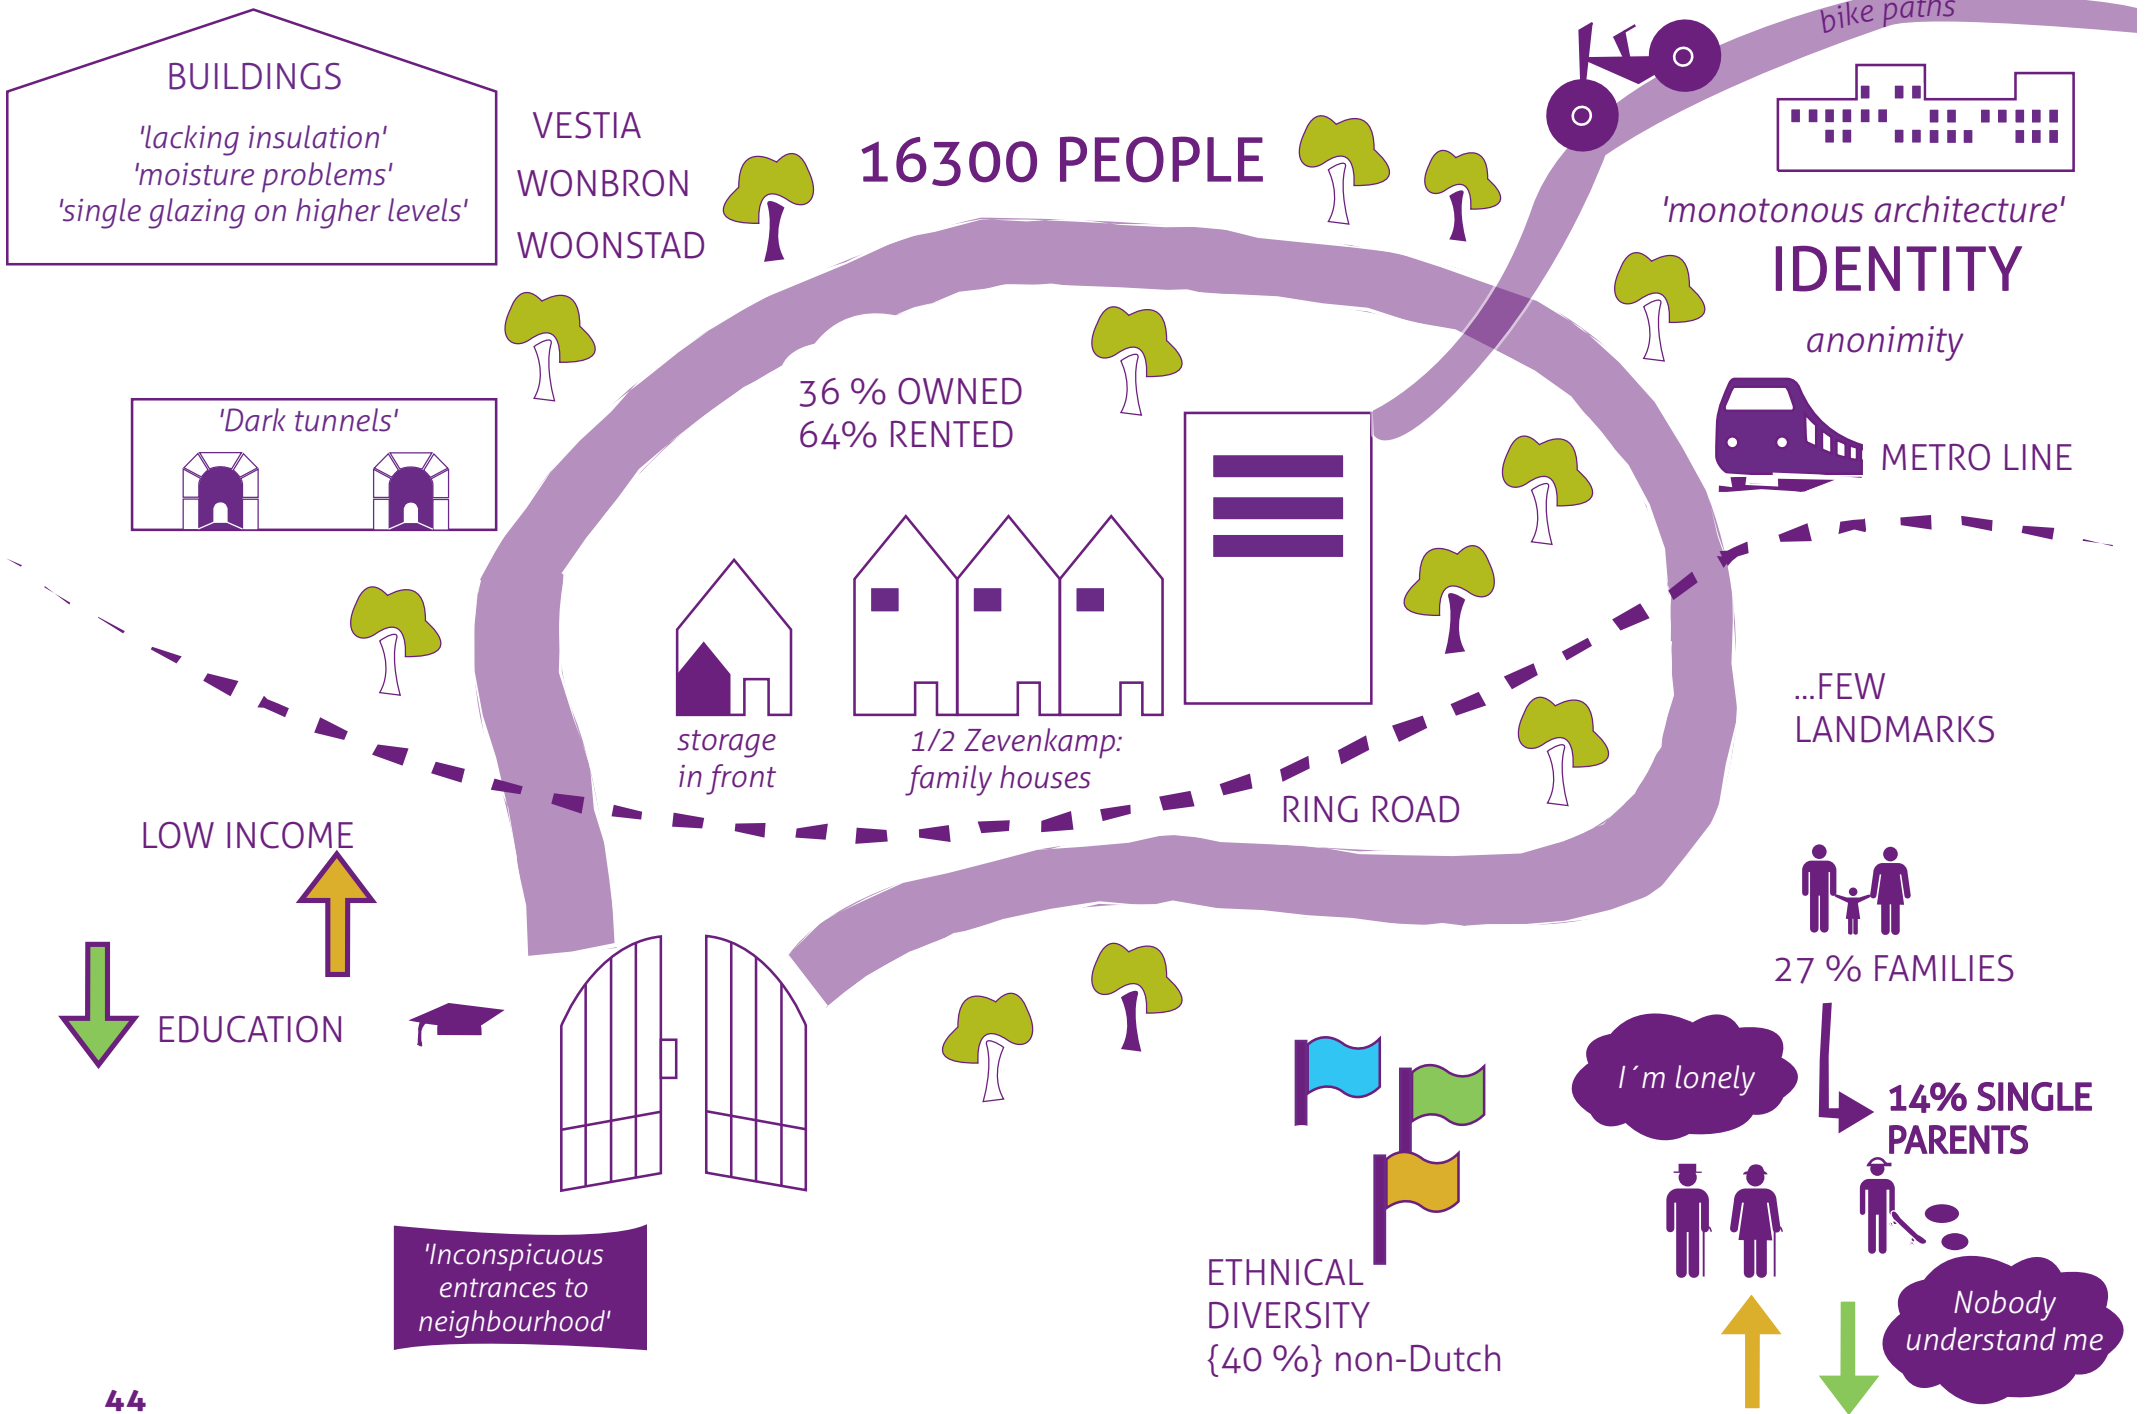 bike paths
BUILDINGS
'lacking insulation'
'moisture problems'
'single glazing on higher levels'
VESTIA
WONBRON
WOONSTAD
16300 PEOPLE
'monotonous architecture'
IDENTITY
anonimity
36 % OWNED
64% RENTED
'Dark tunnels'
METRO LINE
storage
in front
1/2 Zevenkamp:
family houses
RING ROAD
...FEW
LANDMARKS
LOW INCOME
EDUCATION
27 % FAMILIES
I´m lonely
14% SINGLE
PARENTS
'Inconspicuous
entrances to
neighbourhood'
ETHNICAL
DIVERSITY
{40 %} non-Dutch
Nobody
understand me
44